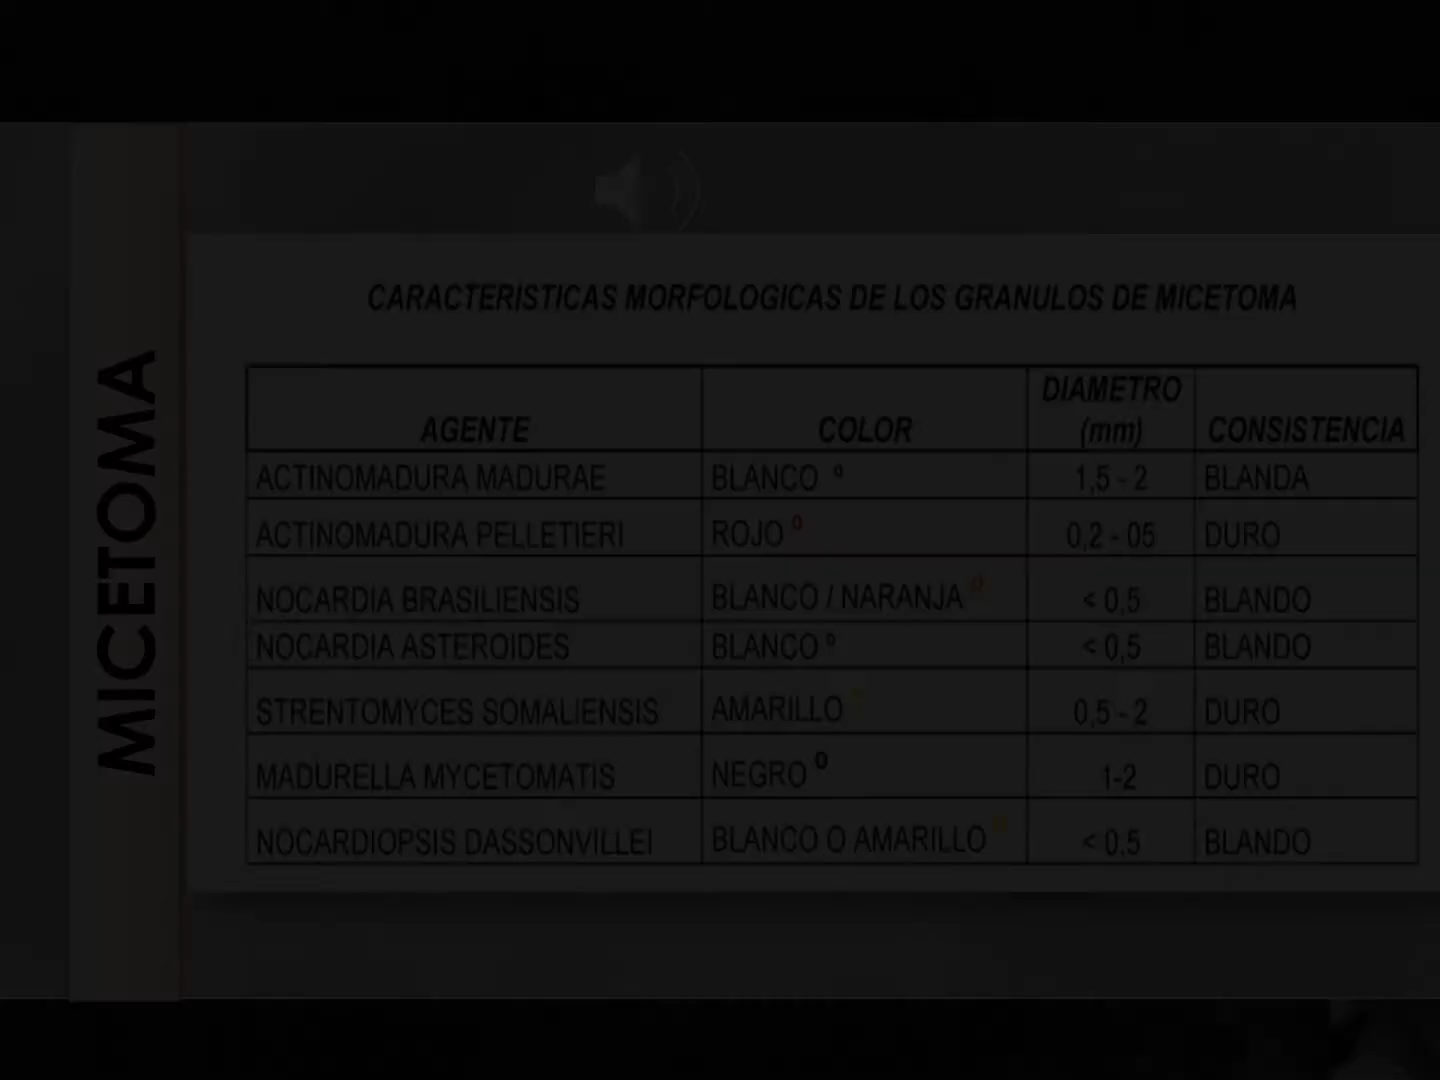 MICETOMA
CARACTERISTICAS MORFOLOGICAS DE LOS GRANULOS DE MICETOMA
AGENTE COLOR DIAMETRO (mm) CONSISTENCIA
ACTINOMADURA MADURAE BLANCO º 1,5 - 2 BLANDA
ACTINOMADURA PELLETIERI ROJO º 0,2 - 05 DURO
NOCARDIA BRASILIENSIS BLANCO / NARANJA º < 0,5 BLANDO
NOCARDIA ASTEROIDES BLANCO º < 0,5 BLANDO
STRENTOMYCES SOMALIENSIS AMARILLO 0,5 - 2 DURO
MADURELLA MYCETOMATIS NEGRO º 1-2 DURO
NOCARDIOPSIS DASSONVILLEI BLANCO O AMARILLO < 0.5 BLANDO